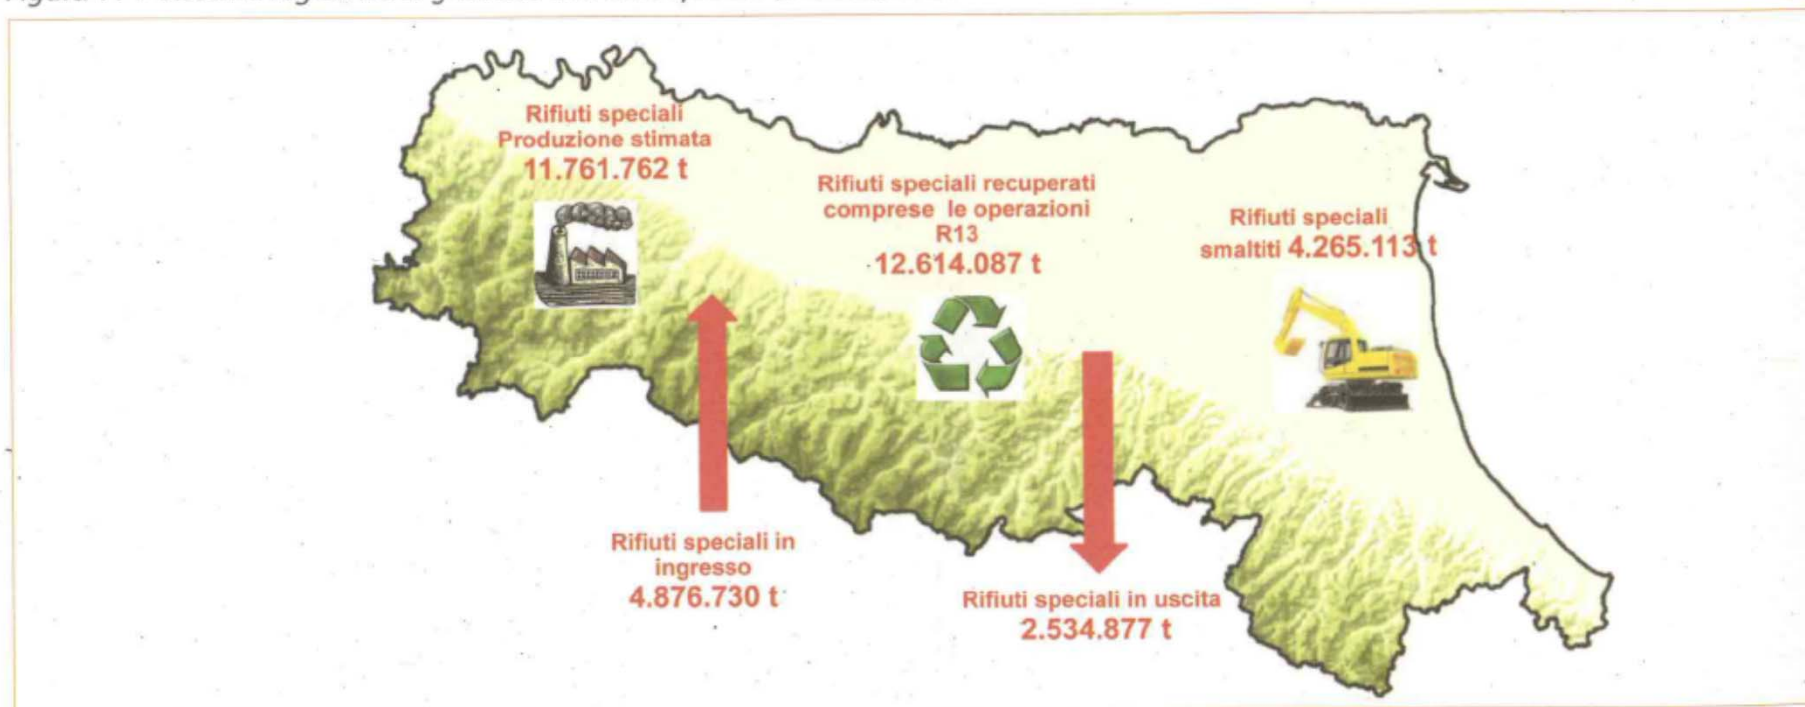 Rifiuti speciali
Produzione stimata
11.761.762 t
Rifiuti speciali recuperati
comprese le operazioni
R13
12.614.087 t
Rifiuti speciali
smaltiti 4.265.113 t
Rifiuti speciali in
ingresso
4.876.730 t
Rifiuti speciali in uscita
2.534.877 t